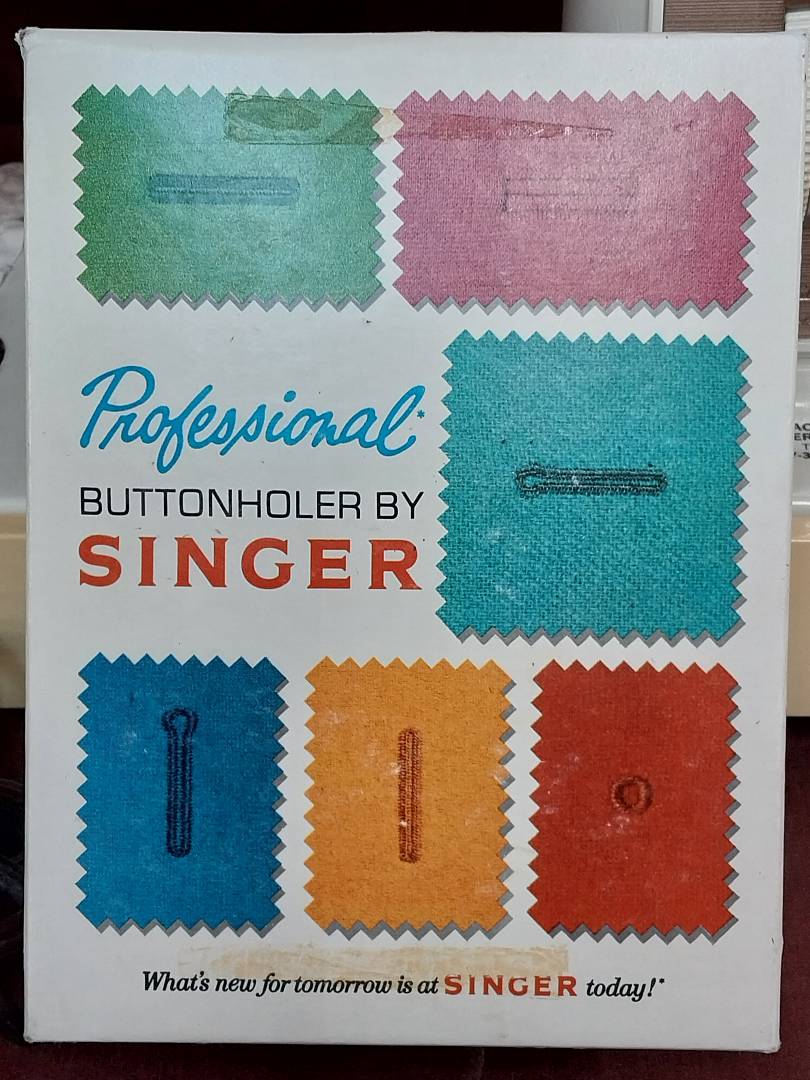 Professional*
BUTTONHOLER BY
SINGER
What's new for tomorrow is at SINGER today!*